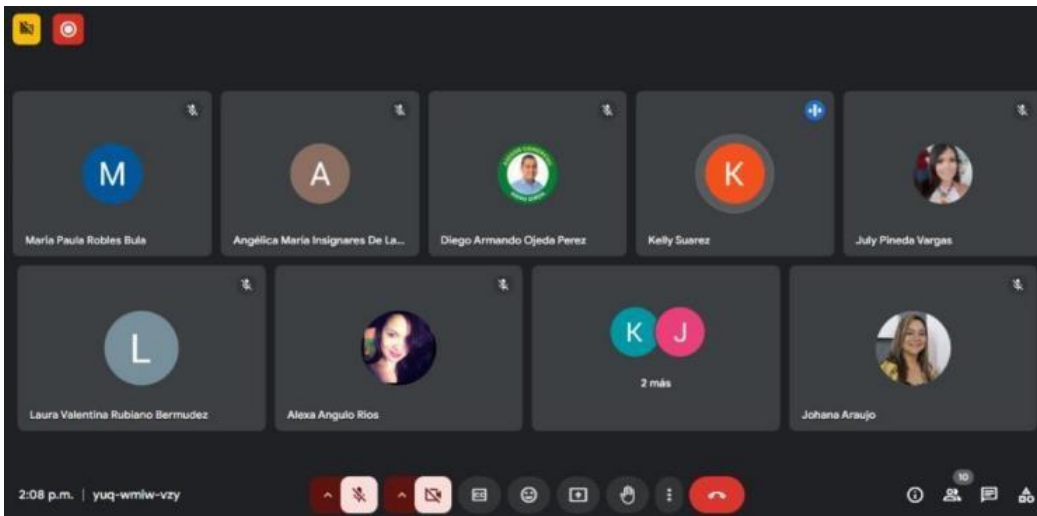 M
A
K
María Paula Robles Bula
Angélica María Insignares De La...
Diego Armando Ojeda Perez
Kelly Suarez
July Pineda Vargas
L
K
J
2 más
Laura Valentina Rubiano Bermudez
Alexa Angulo Rios
Johana Araujo
2:08 p.m. | yuq-wmiw-vzy
10